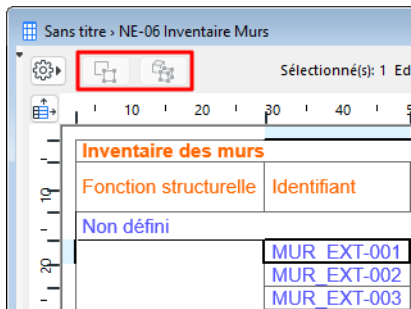 Sans titre › NE-06 Inventaire Murs
Sélectionné(s): 1 Ed
10 20 30 40 5
Inventaire des murs
10
Fonction structurelle Identifiant
Non défini
MUR_EXT-001
20
MUR_EXT-002
MUR_EXT-003